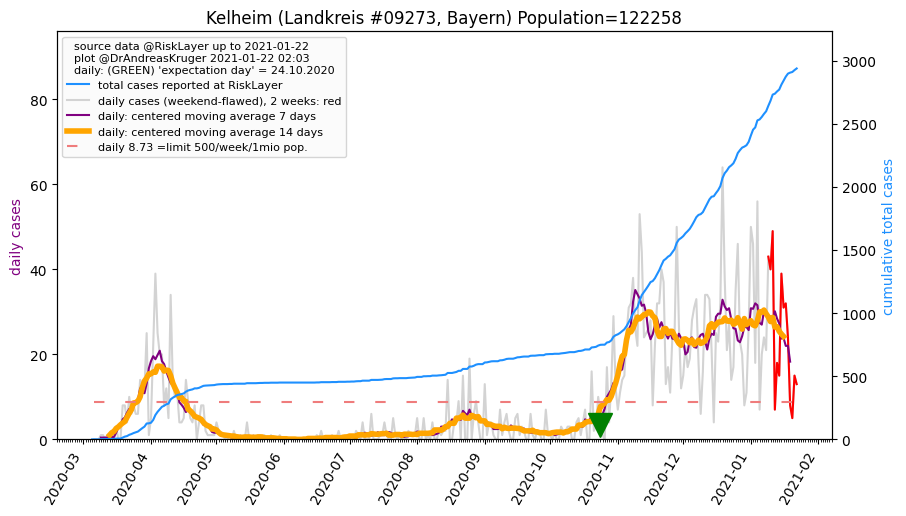 Kelheim (Landkreis #09273, Bayern) Population=122258
source data @RiskLayer up to 2021-01-22
plot @DrAndreasKruger 2021-01-22 02:03
daily: (GREEN) 'expectation day' = 24.10.2020
total cases reported at RiskLayer
daily cases (weekend-flawed), 2 weeks: red
daily: centered moving average 7 days
daily: centered moving average 14 days
daily 8.73 =limit 500/week/1mio pop.
daily cases
80
60
40
20
0
cumulative total cases
3000
2500
2000
1500
1000
500
0
2020-03
2020-04
2020-05
2020-06
2020-07
2020-08
2020-09
2020-10
2020-11
2020-12
2021-01
2021-02